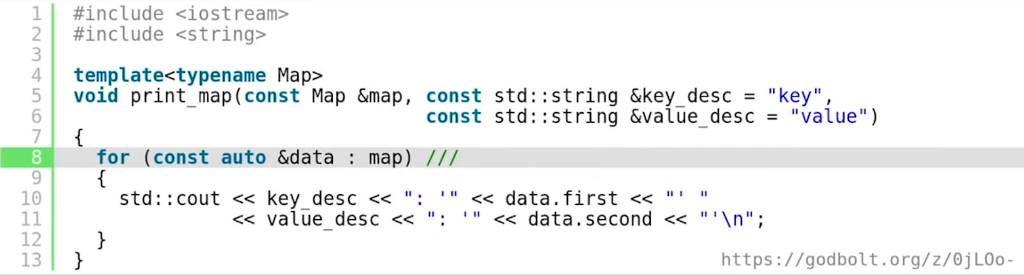 1 #include <iostream>
2 #include <string>
3
4 template<typename Map>
5 void print_map(const Map &map, const std::string &key_desc = "key",
6                                const std::string &value_desc = "value")
7 {
8   for (const auto &data : map) ///
9   {
10     std::cout << key_desc << ": '" << data.first << "' "
11               << value_desc << ": '" << data.second << "'\n";
12   }
13 }
https://godbolt.org/z/0jLOo-